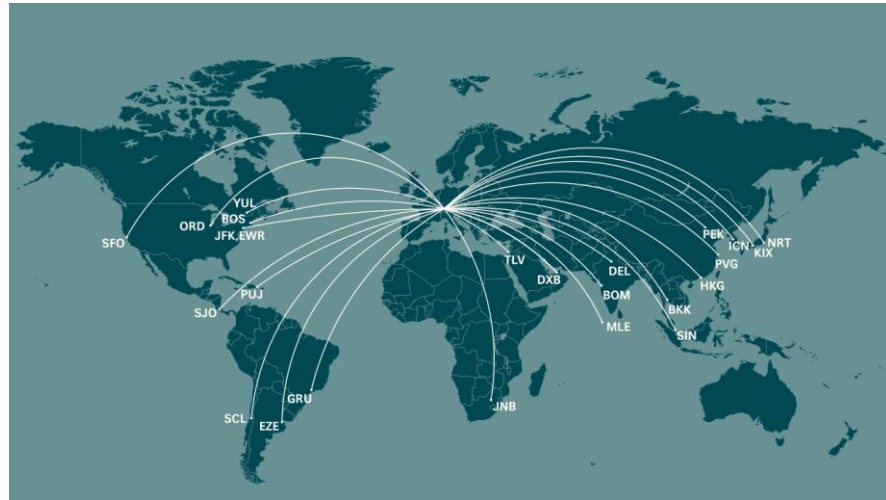 YUL
BOS
ORD
JFK,EWR
SFO
PUJ
SJO
SCL
EZE
GRU
JNB
TLV
DXB
DEL
BOM
MLE
PEK
ICN
NRT
KIX
PVG
HKG
BKK
SIN